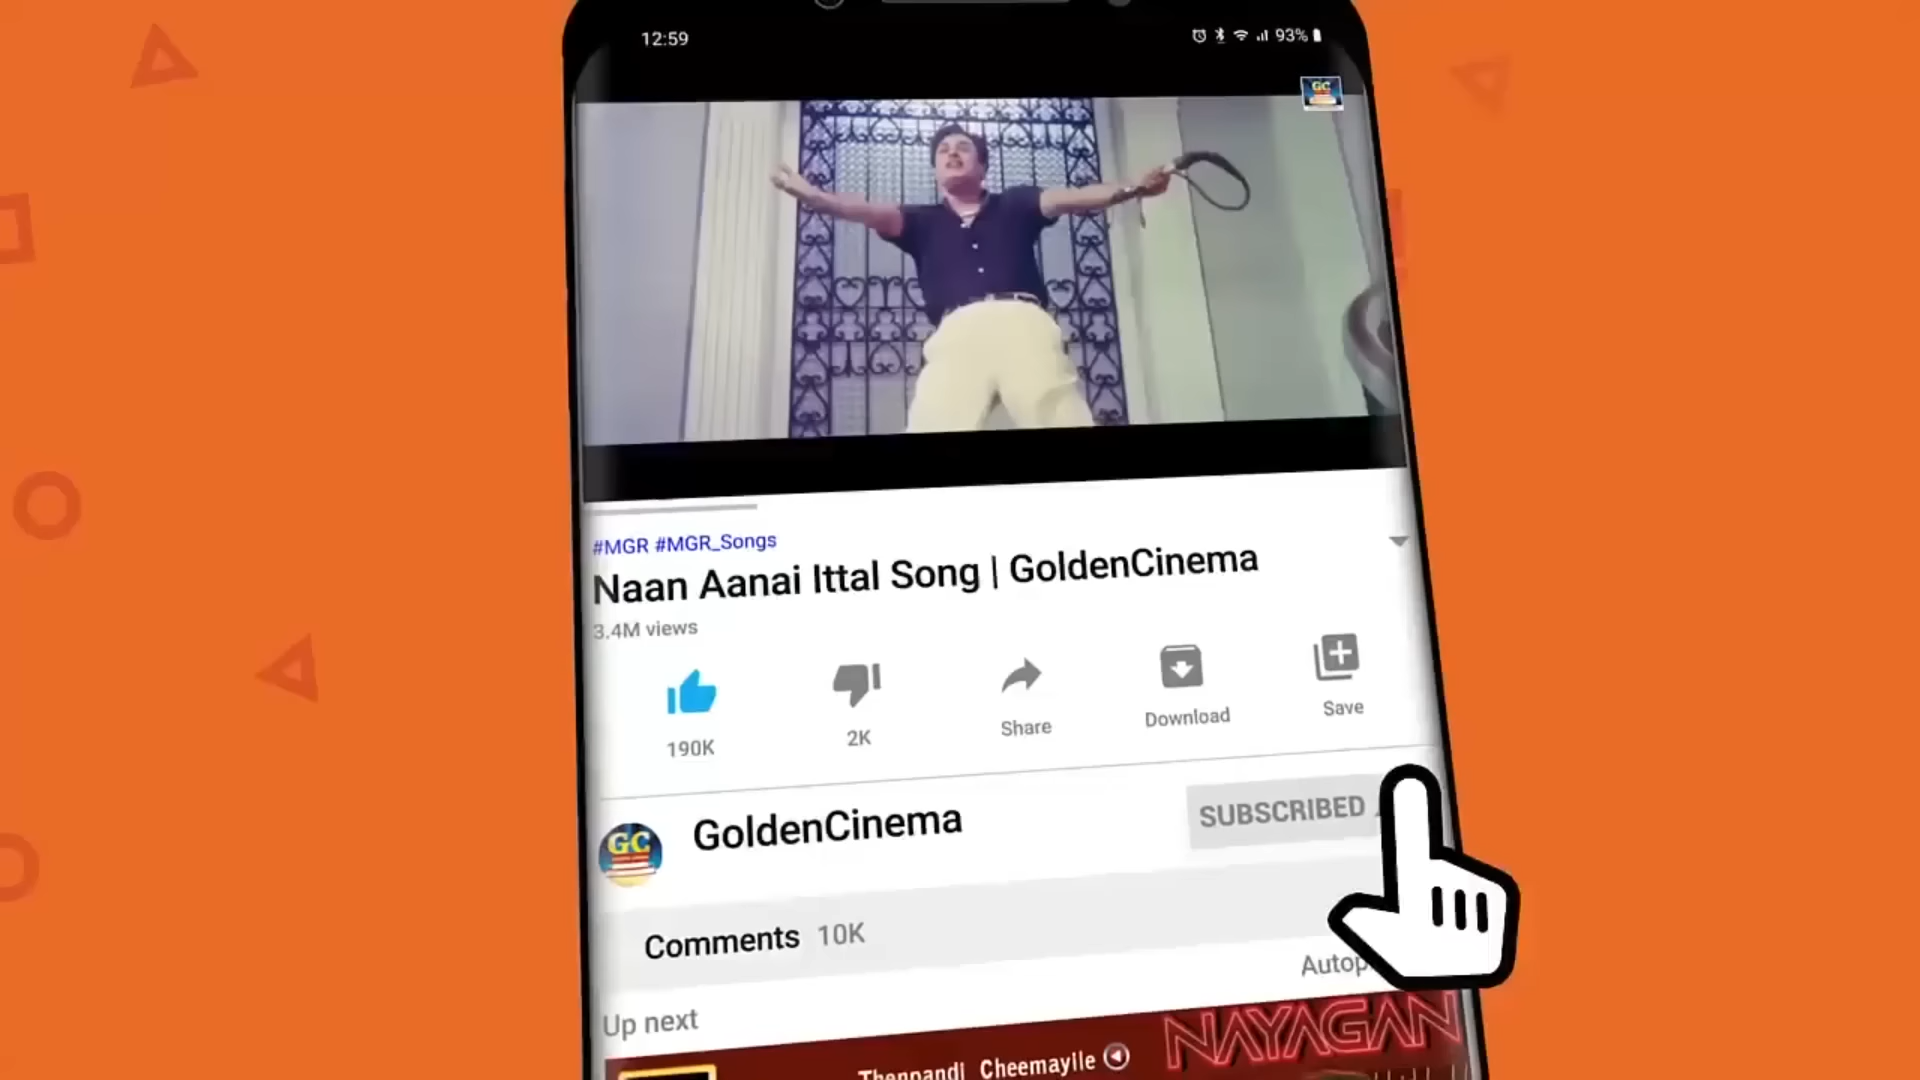 12:59
93%
GC
#MGR #MGR_Songs
Naan Aanai Ittal Song | GoldenCinema
3.4M views
190K
2K
Share
Download
Save
GC
GoldenCinema
SUBSCRIBED
Comments 10K
Up next
NAYAGAN
Thenpandi Cheemayile